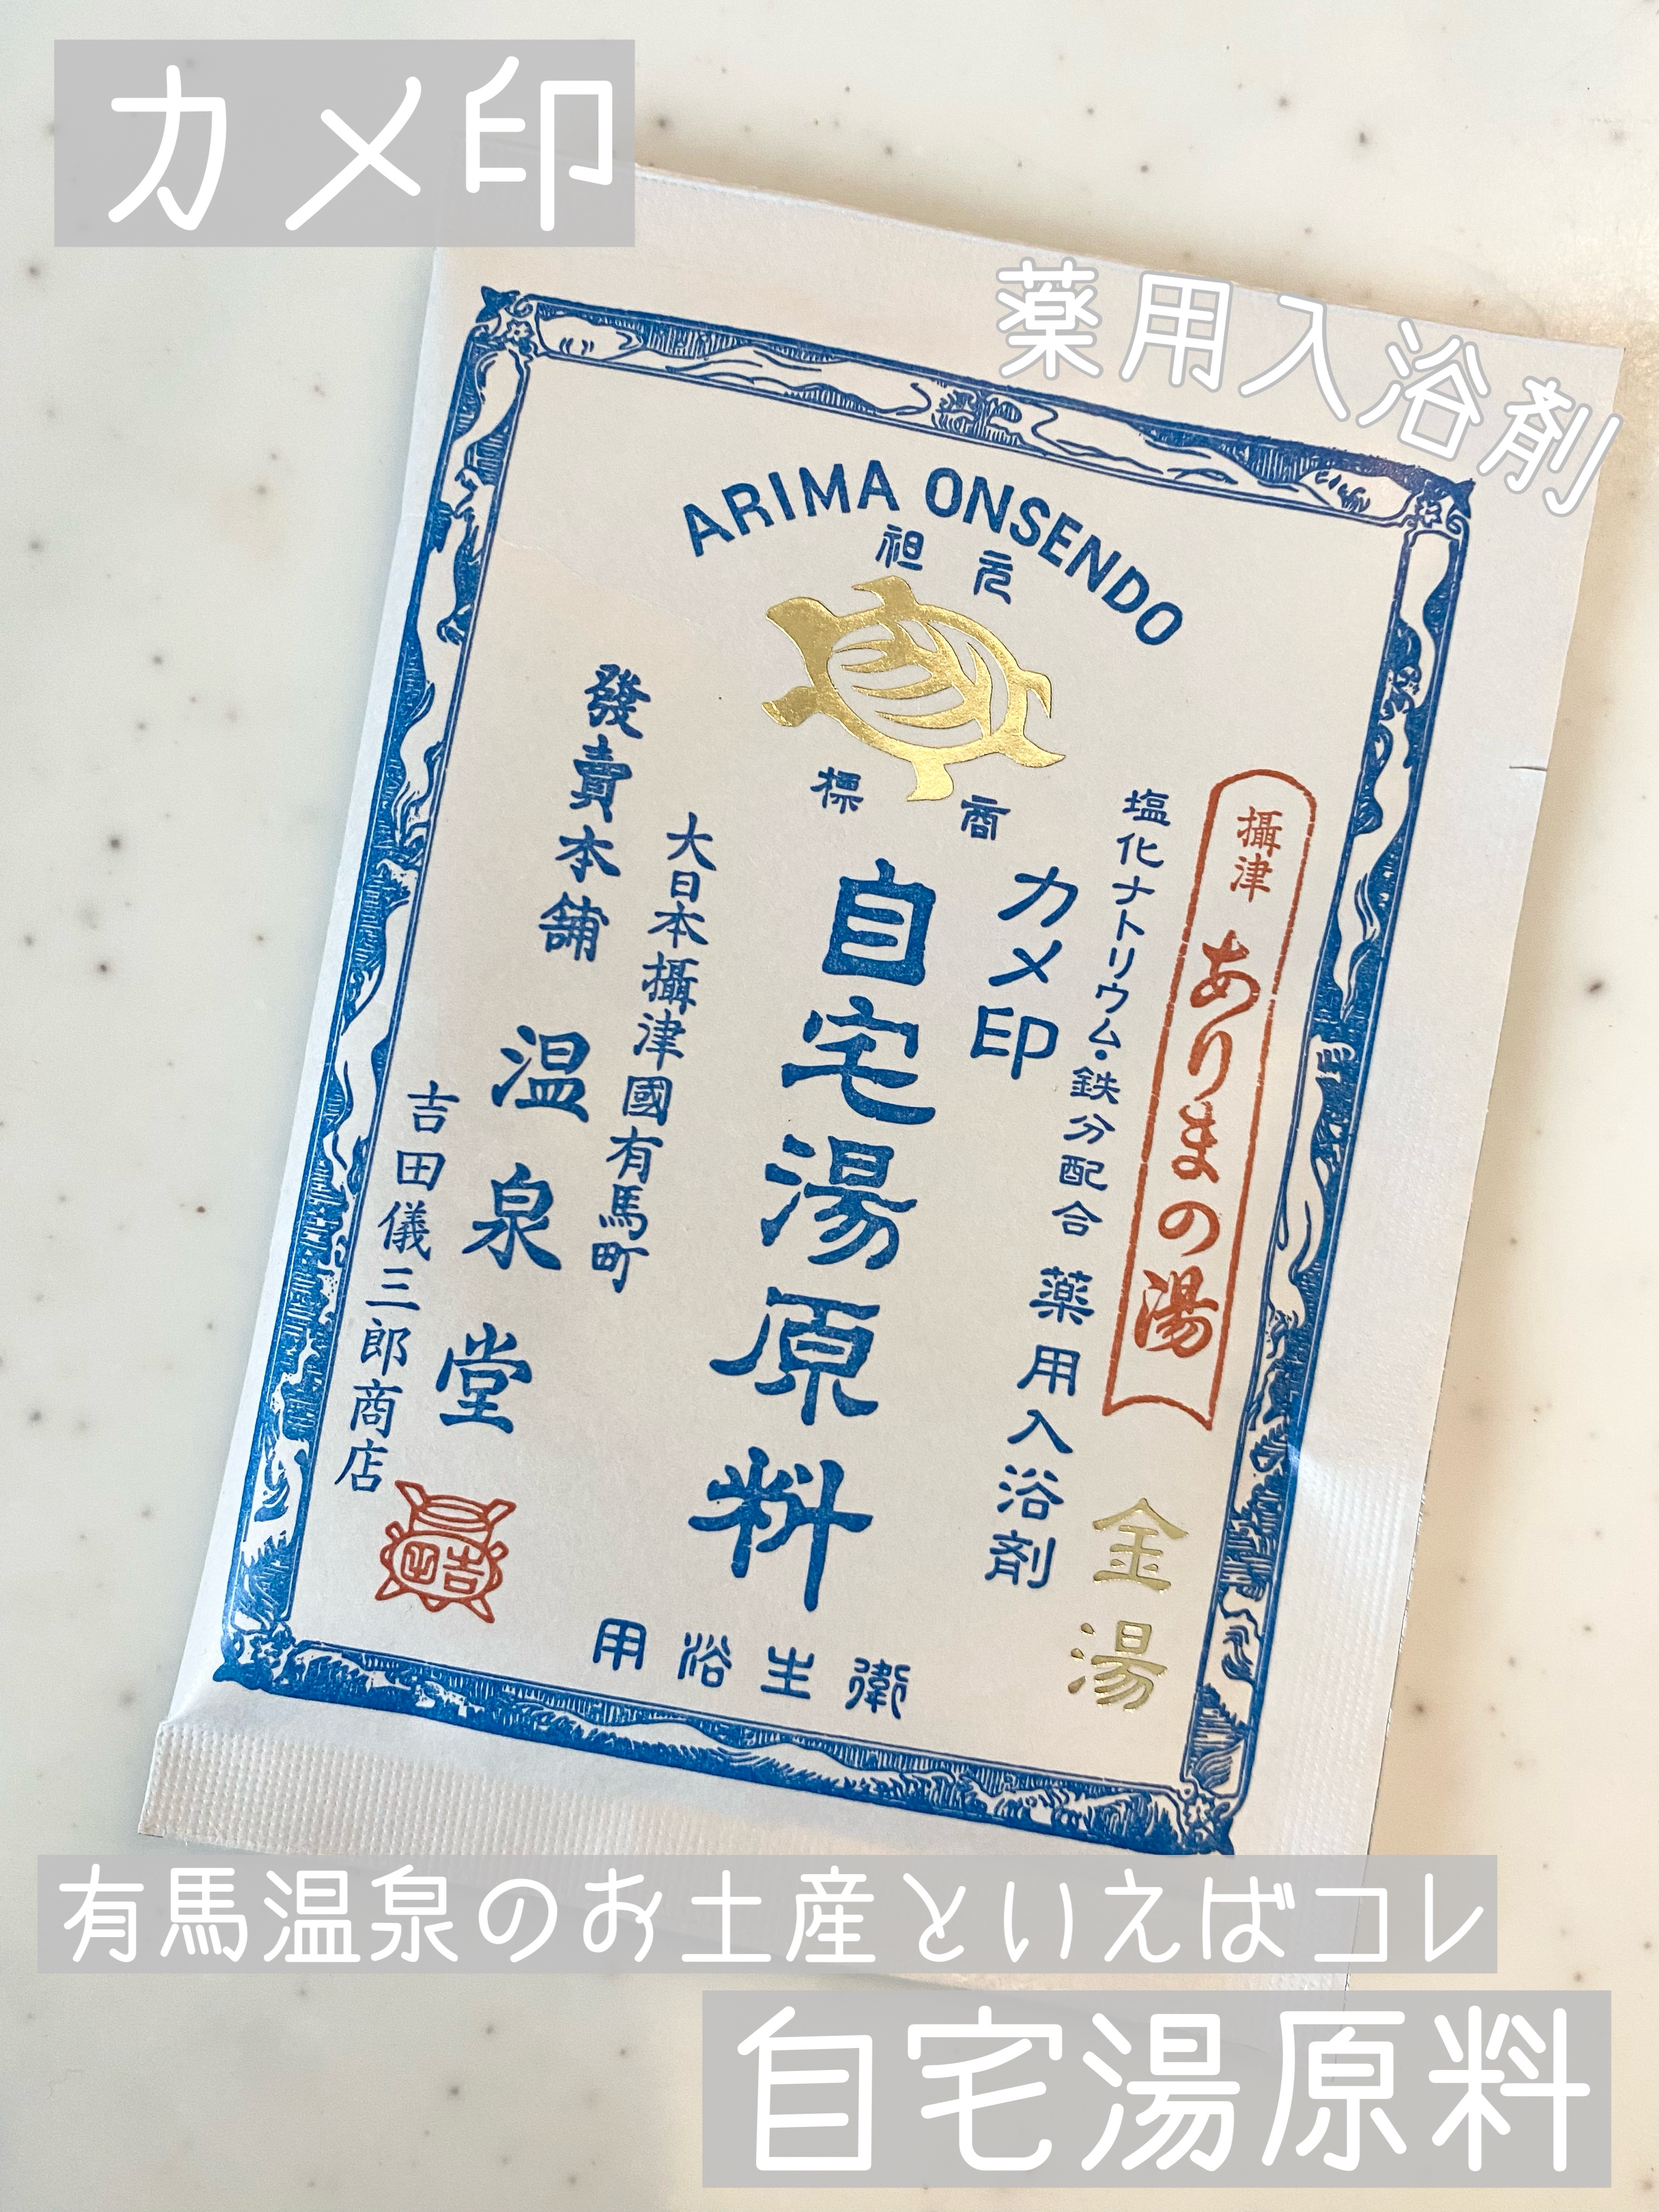 カメ印
薬用入浴剤
ARIMA ONSENDO
元祖
商標
攝津 ありまの湯
金湯
塩化ナトリウム・鉄分配合 薬用入浴剤
カメ印
自宅湯原料
大日本攝津國有馬町
發賣本舗 温泉堂
吉田儀三郎商店
衛生浴用
有馬温泉のお土産といえばコレ
自宅湯原料